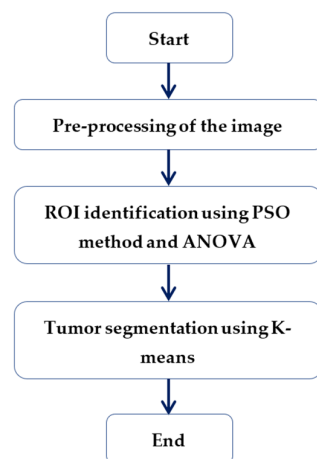 Start
Pre-processing of the image
ROI identification using PSO
method and ANOVA
Tumor segmentation using K-
means
End